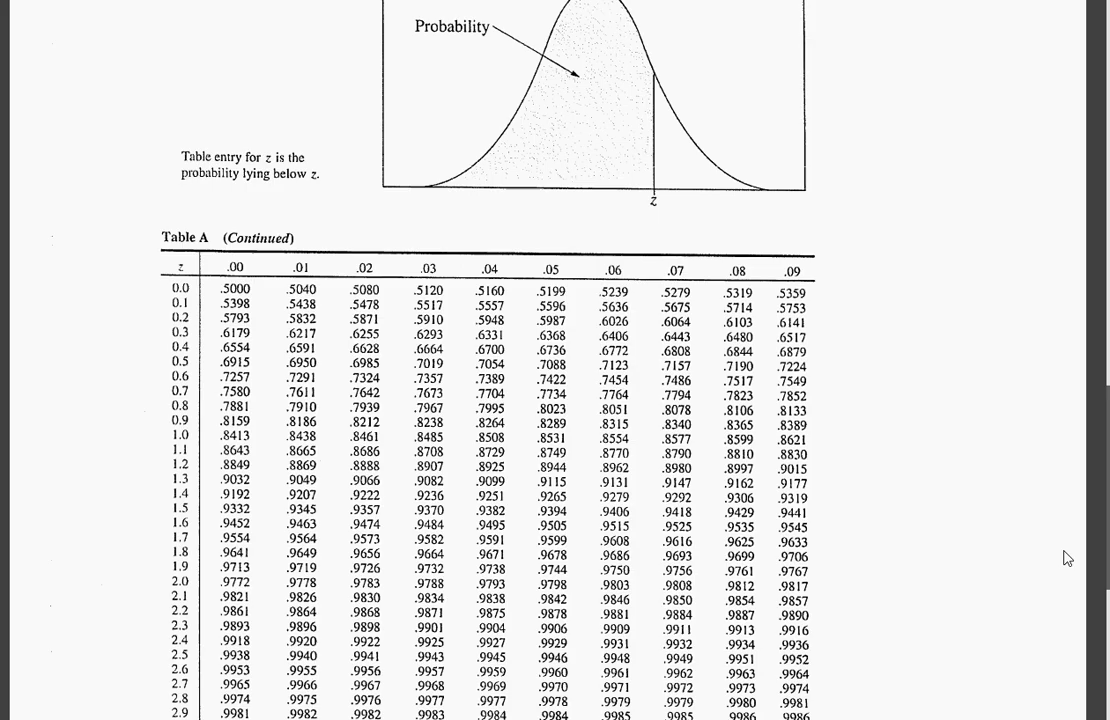 Probability
Table entry for z is the
probability lying below z.
z
Table A (Continued)
z .00 .01 .02 .03 .04 .05 .06 .07 .08 .09
0.0 .5000 .5040 .5080 .5120 .5160 .5199 .5239 .5279 .5319 .5359
0.1 .5398 .5438 .5478 .5517 .5557 .5596 .5636 .5675 .5714 .5753
0.2 .5793 .5832 .5871 .5910 .5948 .5987 .6026 .6064 .6103 .6141
0.3 .6179 .6217 .6255 .6293 .6331 .6368 .6406 .6443 .6480 .6517
0.4 .6554 .6591 .6628 .6664 .6700 .6736 .6772 .6808 .6844 .6879
0.5 .6915 .6950 .6985 .7019 .7054 .7088 .7123 .7157 .7190 .7224
0.6 .7257 .7291 .7324 .7357 .7389 .7422 .7454 .7486 .7517 .7549
0.7 .7580 .7611 .7642 .7673 .7704 .7734 .7764 .7794 .7823 .7852
0.8 .7881 .7910 .7939 .7967 .7995 .8023 .8051 .8078 .8106 .8133
0.9 .8159 .8186 .8212 .8238 .8264 .8289 .8315 .8340 .8365 .8389
1.0 .8413 .8438 .8461 .8485 .8508 .8531 .8554 .8577 .8599 .8621
1.1 .8643 .8665 .8686 .8708 .8729 .8749 .8770 .8790 .8810 .8830
1.2 .8849 .8869 .8888 .8907 .8925 .8944 .8962 .8980 .8997 .9015
1.3 .9032 .9049 .9066 .9082 .9099 .9115 .9131 .9147 .9162 .9177
1.4 .9192 .9207 .9222 .9236 .9251 .9265 .9279 .9292 .9306 .9319
1.5 .9332 .9345 .9357 .9370 .9382 .9394 .9406 .9418 .9429 .9441
1.6 .9452 .9463 .9474 .9484 .9495 .9505 .9515 .9525 .9535 .9545
1.7 .9554 .9564 .9573 .9582 .9591 .9599 .9608 .9616 .9625 .9633
1.8 .9641 .9649 .9656 .9664 .9671 .9678 .9686 .9693 .9699 .9706
1.9 .9713 .9719 .9726 .9732 .9738 .9744 .9750 .9756 .9761 .9767
2.0 .9772 .9778 .9783 .9788 .9793 .9798 .9803 .9808 .9812 .9817
2.1 .9821 .9826 .9830 .9834 .9838 .9842 .9846 .9850 .9854 .9857
2.2 .9861 .9864 .9868 .9871 .9875 .9878 .9881 .9884 .9887 .9890
2.3 .9893 .9896 .9898 .9901 .9904 .9906 .9909 .9911 .9913 .9916
2.4 .9918 .9920 .9922 .9925 .9927 .9929 .9931 .9932 .9934 .9936
2.5 .9938 .9940 .9941 .9943 .9945 .9946 .9948 .9949 .9951 .9952
2.6 .9953 .9955 .9956 .9957 .9959 .9960 .9961 .9962 .9963 .9964
2.7 .9965 .9966 .9967 .9968 .9969 .9970 .9971 .9972 .9973 .9974
2.8 .9974 .9975 .9976 .9977 .9977 .9978 .9979 .9979 .9980 .9981
2.9 .9981 .9982 .9982 .9983 .9984 .9984 .9985 .9985 .9986 .9986